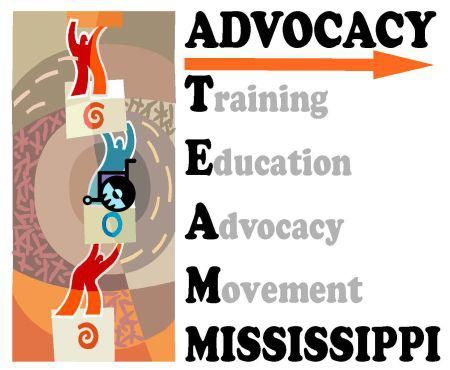 ADVOCACY
Training
Education
Advocacy
Movement
MISSISSIPPI